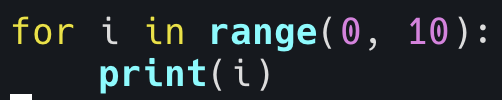 for i in range(0, 10):
    print(i)